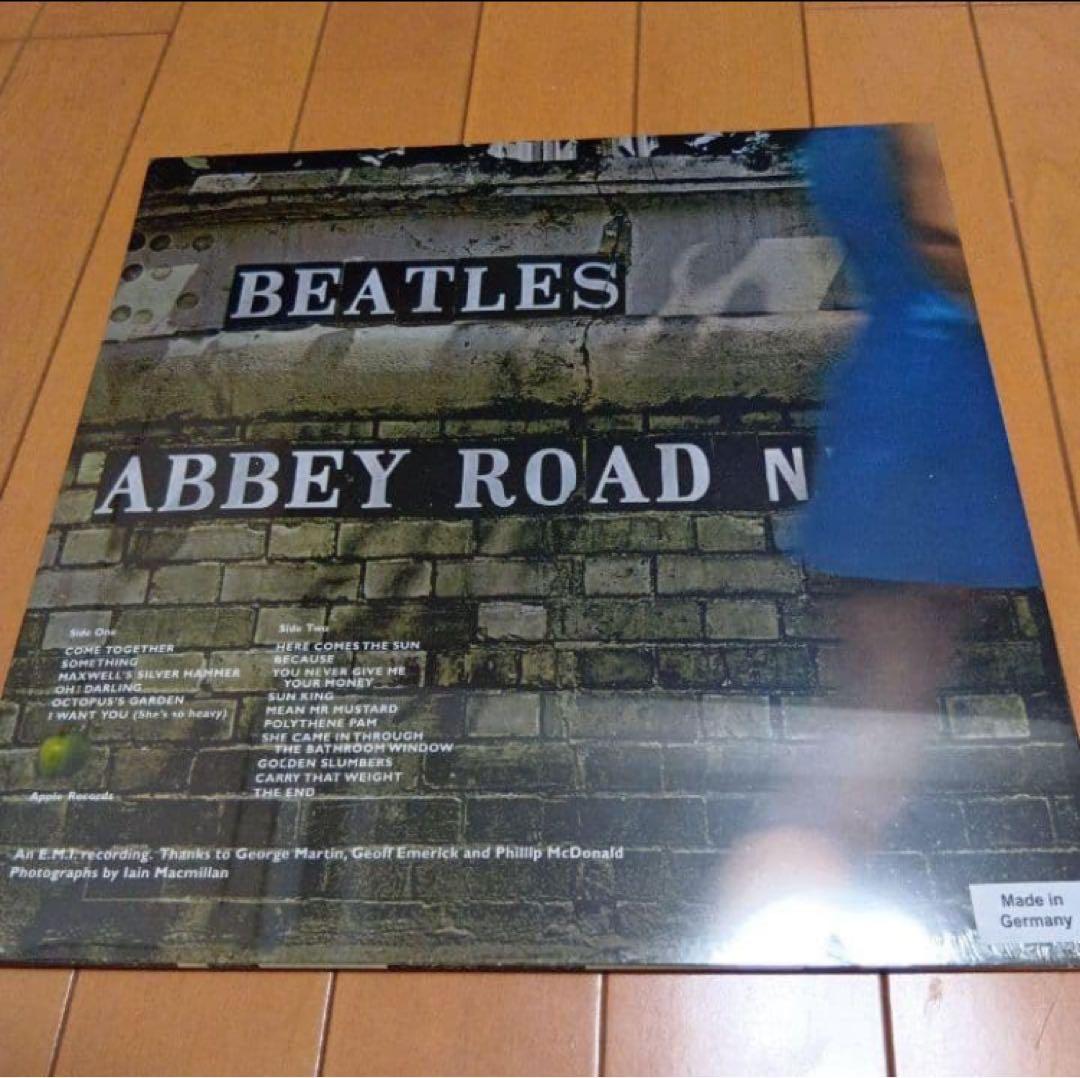 BEATLES
ABBEY ROAD N
Side One
COME TOGETHER
SOMETHING
MAXWELL'S SILVER HAMMER
OH! DARLING
OCTOPUS'S GARDEN
I WANT YOU (She's so heavy)
Side Two
HERE COMES THE SUN
BECAUSE
YOU NEVER GIVE ME
YOUR MONEY
SUN KING
MEAN MR MUSTARD
POLYTHENE PAM
SHE CAME IN THROUGH
THE BATHROOM WINDOW
GOLDEN SLUMBERS
CARRY THAT WEIGHT
THE END
Apple Records
An E.M.I. recording. Thanks to George Martin, Geoff Emerick and Phillip McDonald
Photographs by Iain Macmillan
Made in
Germany